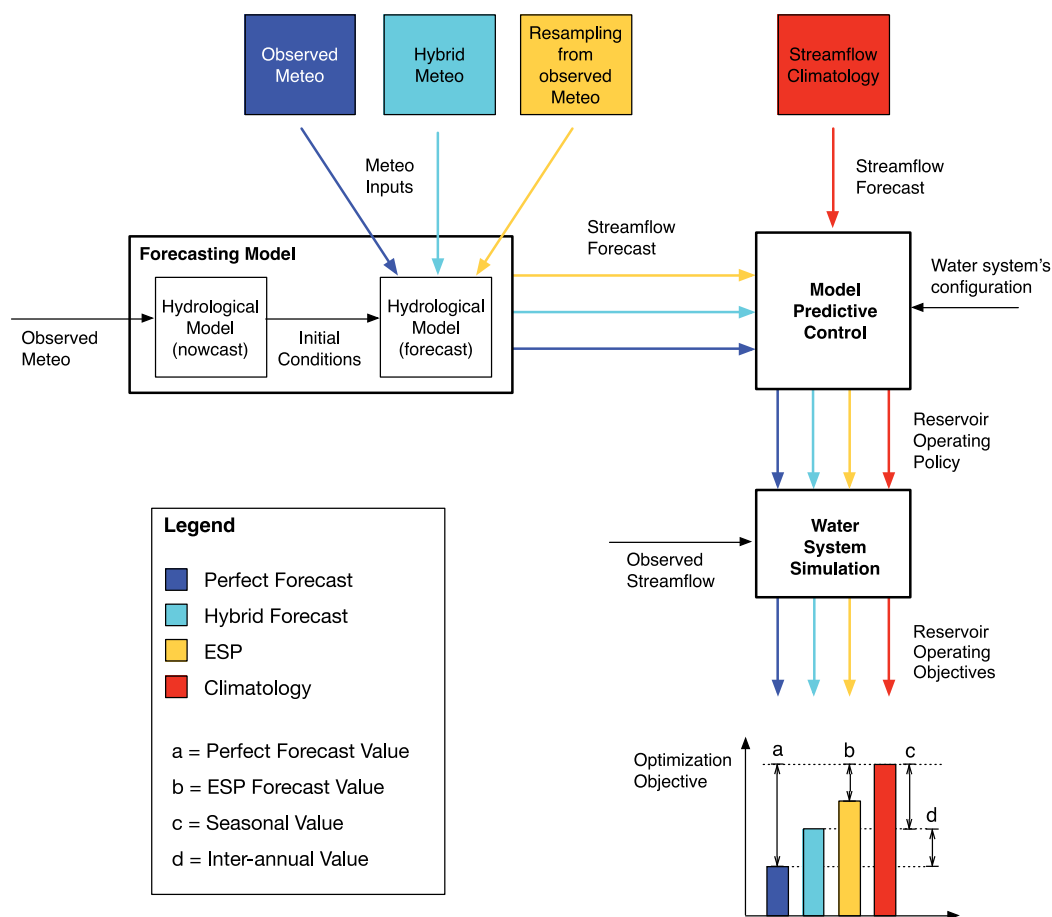 Observed
Meteo
Hybrid
Meteo
Resampling
from
observed
Meteo
Streamflow
Climatology
Meteo
Inputs
Streamflow
Forecast
Streamflow
Forecast
Forecasting Model
Hydrological
Model
(nowcast)
Hydrological
Model
(forecast)
Observed
Meteo
Initial
Conditions
Model
Predictive
Control
Water system's
configuration
Reservoir
Operating
Policy
Water
System
Simulation
Observed
Streamflow
Reservoir
Operating
Objectives
Legend
Perfect Forecast
Hybrid Forecast
ESP
Climatology
a = Perfect Forecast Value
b = ESP Forecast Value
c = Seasonal Value
d = Inter-annual Value
Optimization
Objective
a
b
c
d